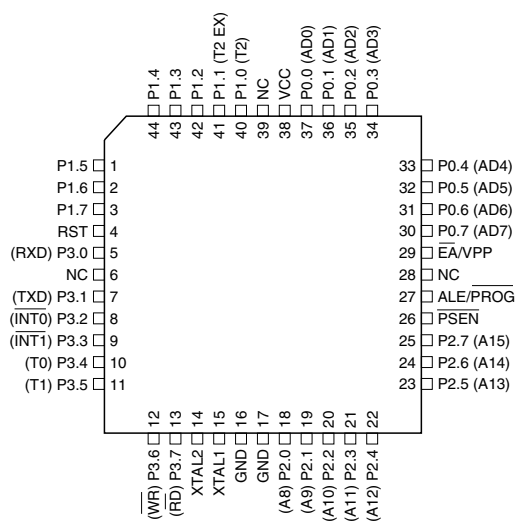 P1.4
P1.3
P1.2
P1.1 (T2 EX)
P1.0 (T2)
NC
VCC
P0.0 (AD0)
P0.1 (AD1)
P0.2 (AD2)
P0.3 (AD3)
44
43
42
41
40
39
38
37
36
35
34
P1.5 1
P1.6 2
P1.7 3
RST 4
(RXD) P3.0 5
NC 6
(TXD) P3.1 7
(INT0) P3.2 8
(INT1) P3.3 9
(T0) P3.4 10
(T1) P3.5 11
33 P0.4 (AD4)
32 P0.5 (AD5)
31 P0.6 (AD6)
30 P0.7 (AD7)
29 EA/VPP
28 NC
27 ALE/PROG
26 PSEN
25 P2.7 (A15)
24 P2.6 (A14)
23 P2.5 (A13)
12
13
14
15
16
17
18
19
20
21
22
(WR) P3.6
(RD) P3.7
XTAL2
XTAL1
GND
GND
(A8) P2.0
(A9) P2.1
(A10) P2.2
(A11) P2.3
(A12) P2.4